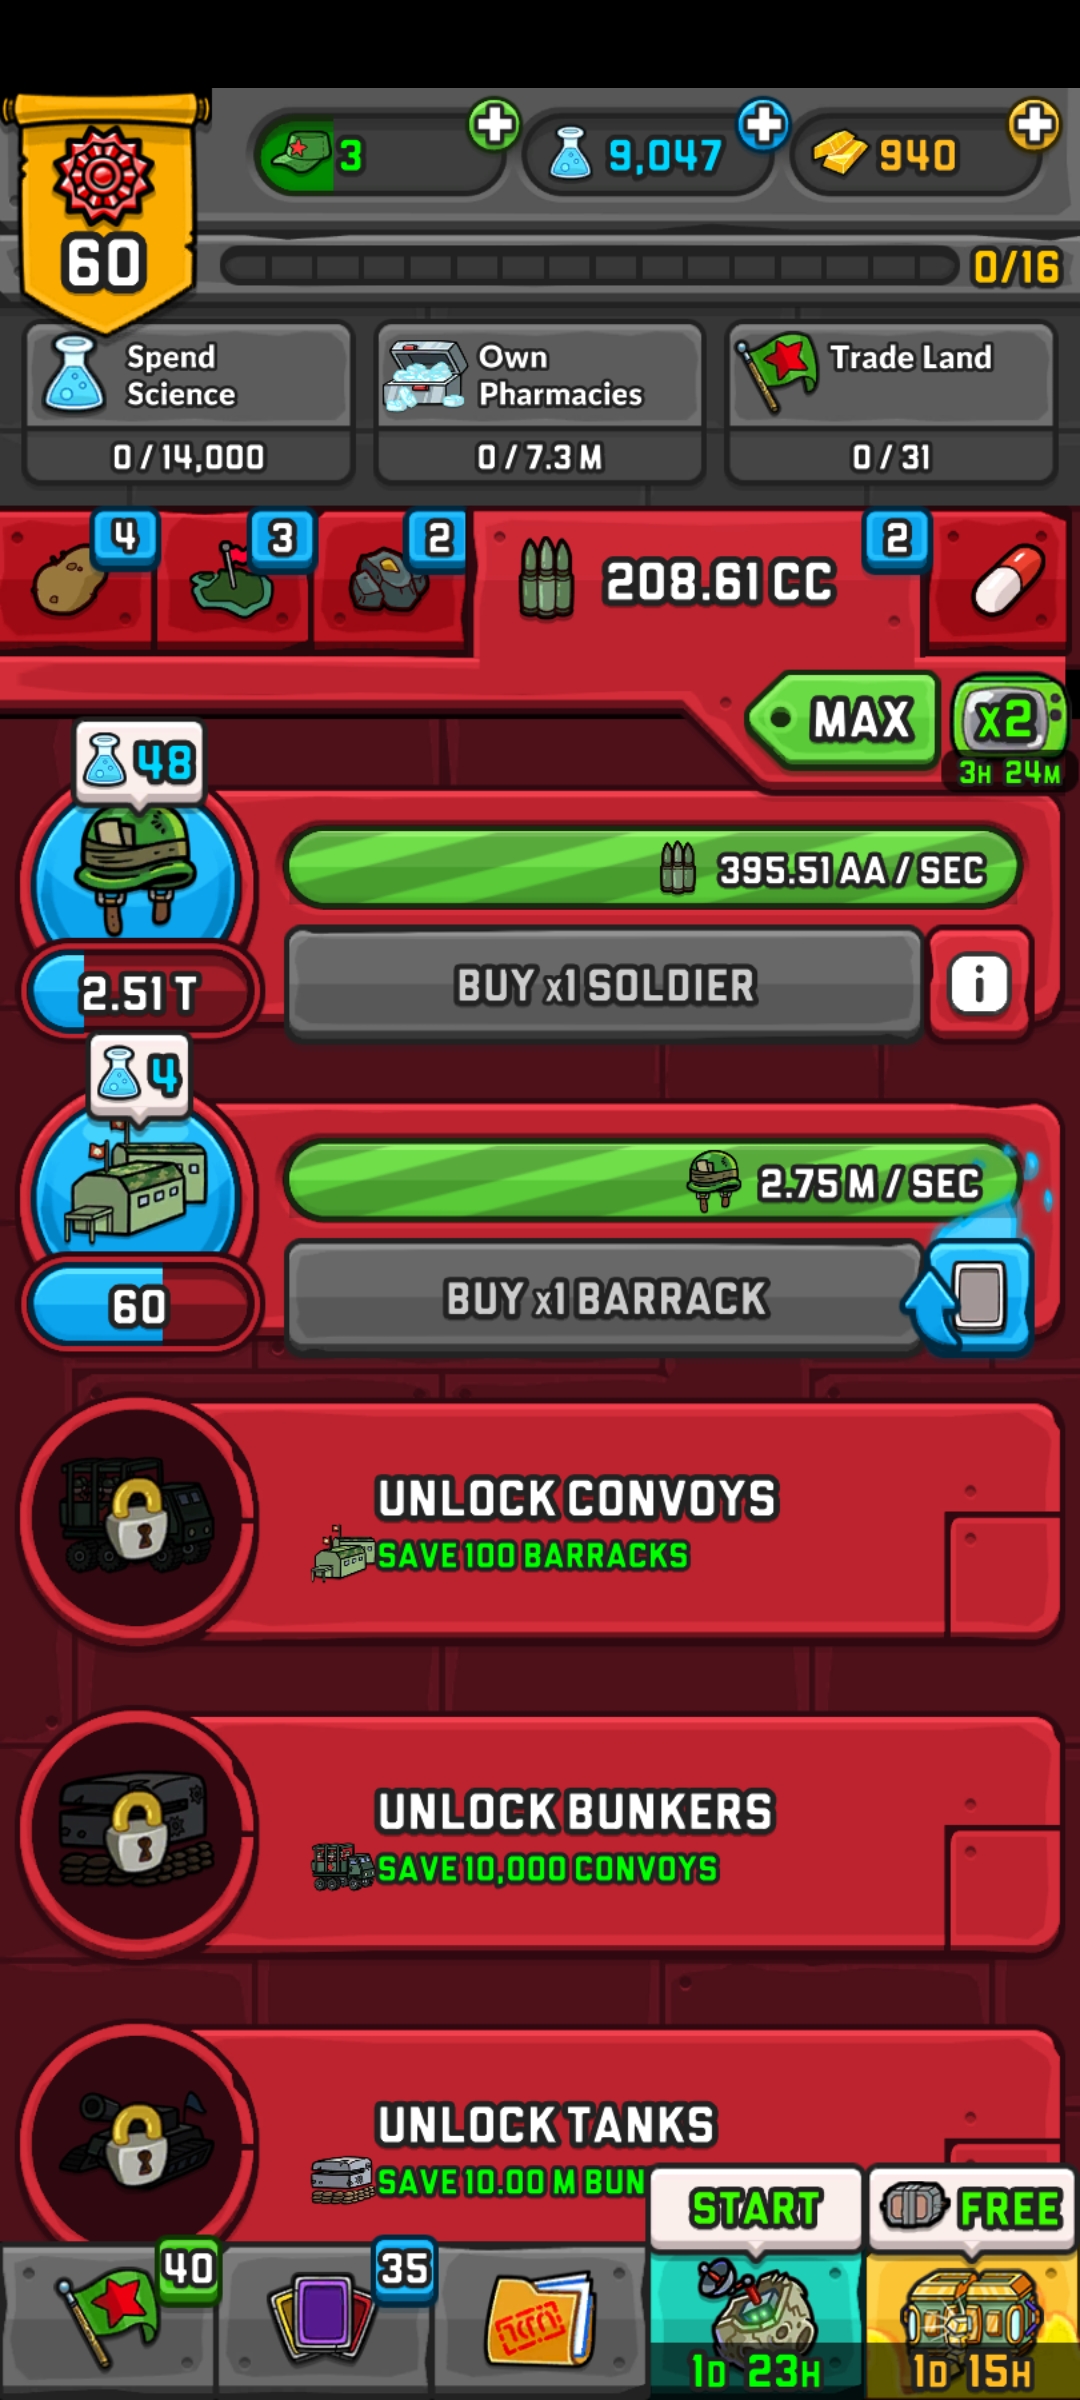 60
3
9,047
940
0/16
Spend
Science
0 / 14,000
Own
Pharmacies
0 / 7.3 M
Trade Land
0 / 31
4
3
2
208.61 CC
2
MAX
x2
3H 24M
48
395.51 AA / SEC
2.51 T
BUY x1 SOLDIER
i
4
2.75 M / SEC
60
BUY x1 BARRACK
UNLOCK CONVOYS
SAVE 100 BARRACKS
UNLOCK BUNKERS
SAVE 10,000 CONVOYS
UNLOCK TANKS
SAVE 10.00 M BUN
START
FREE
40
35
1D 23H
1D 15H